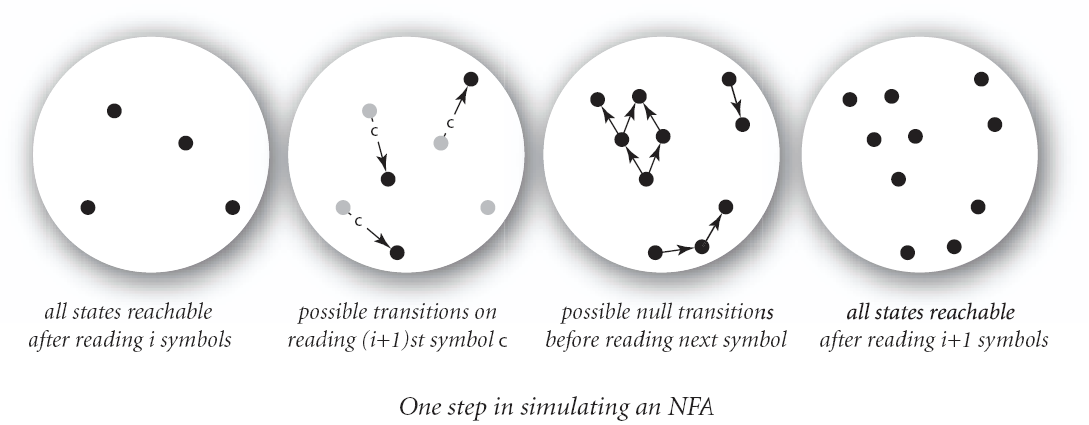 c
c
c
all states reachable
after reading i symbols
possible transitions on
reading (i+1)st symbol c
possible null transitions
before reading next symbol
all states reachable
after reading i+1 symbols
One step in simulating an NFA